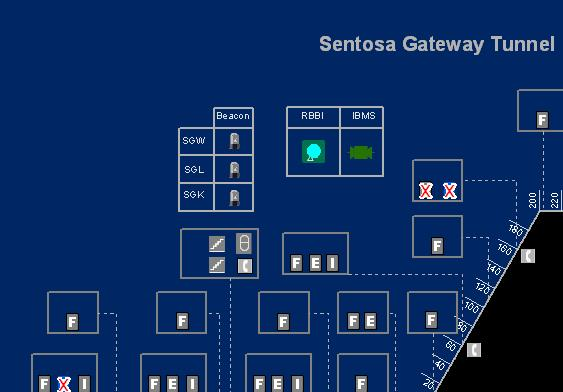 Sentosa Gateway Tunnel
Beacon
SGW
SGL
SGK
RBBI IBMS
F
X X
F
F E I
200 220
180
160
140
120
100
80
60
40
20
F F F F E F
F X I F E I F E I F